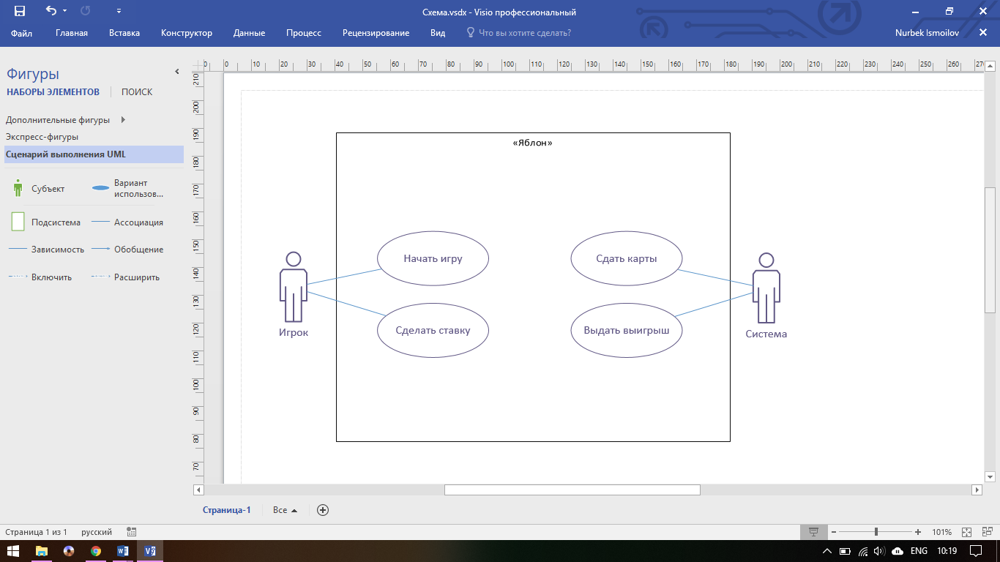 Схема.vsdx - Visio профессиональный
Файл Главная Вставка Конструктор Данные Процесс Рецензирование Вид Что вы хотите сделать? Nurbek Ismoilov
Фигуры
НАБОРЫ ЭЛЕМЕНТОВ ПОИСК
Дополнительные фигуры
Экспресс-фигуры
Сценарий выполнения UML
Субъект
Вариант
использов...
Подсистема Ассоциация
Зависимость Обобщение
Включить Расширить
0 0 10 20 30 40 50 60 70 80 90 100 110 120 130 140 150 160 170 180 190 200 210 220 230 240 250 260 270
210
200
190
180
170
160
150
140
130
120
110
100
90
80
70
«Яблон»
Начать игру
Сдать карты
Сделать ставку
Выдать выигрыш
Игрок
Система
Страница-1 Все
Страница 1 из 1 русский 101%
ENG 10:19